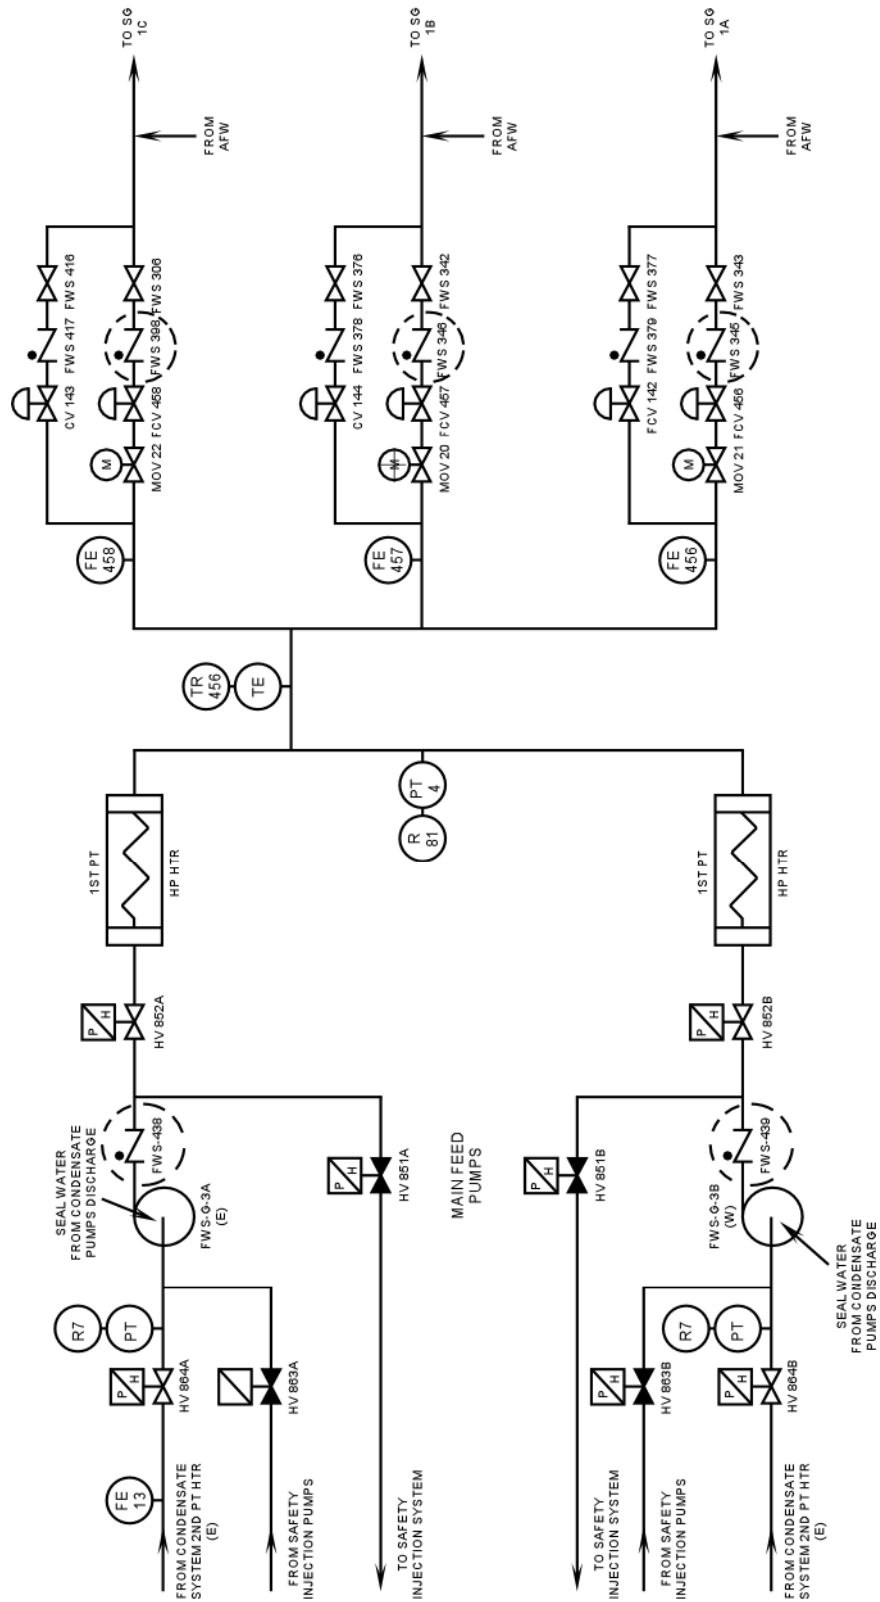 TO SG
1C
FROM
AFW
FWS 416
FWS 417
CV 143
FWS 306
FWS 398
FCV 458
MOV 22
M
FE
458
TO SG
1B
FROM
AFW
FWS 376
FWS 378
CV 144
FWS 342
FWS 346
FCV 457
MOV 20
M
FE
457
TO SG
1A
FROM
AFW
FWS 377
FWS 379
FCV 142
FWS 343
FWS 345
FCV 456
MOV 21
M
FE
456
TR
456
TE
PT
4
R
81
1ST PT
HP HTR
1ST PT
HP HTR
P H
HV 852A
P H
HV 852B
SEAL WATER
FROM CONDENSATE
PUMPS DISCHARGE
FWS-438
FWS-G-3A
(E)
P H
HV 851A
MAIN FEED
PUMPS
P H
HV 851B
FWS-439
FWS-G-3B
(W)
SEAL WATER
FROM CONDENSATE
PUMPS DISCHARGE
R7
PT
P H
HV 864A
HV 863A
R7
PT
P H
HV 863B
P H
HV 864B
FE
13
FROM CONDENSATE
SYSTEM 2ND PT HTR
(E)
FROM SAFETY
INJECTION PUMPS
TO SAFETY
INJECTION SYSTEM
TO SAFETY
INJECTION SYSTEM
FROM SAFETY
INJECTION PUMPS
FROM CONDENSATE
SYSTEM 2ND PT HTR
(E)